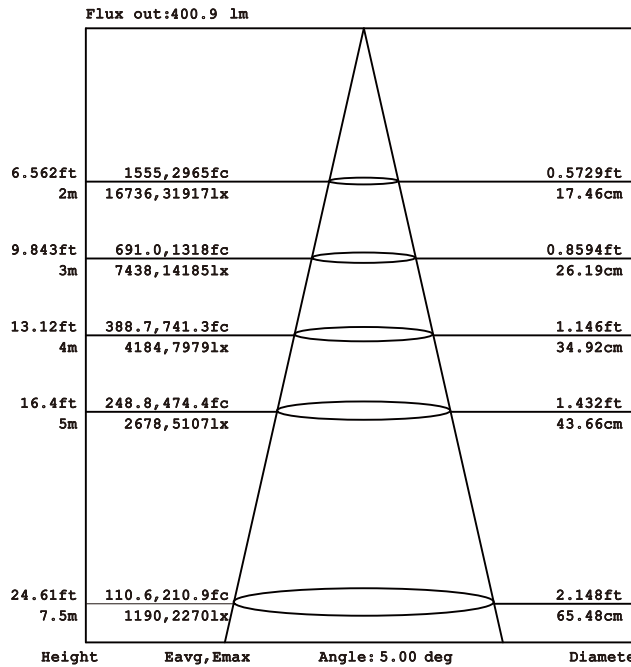 Flux out:400.9 lm
6.562ft 1555,2965fc 0.5729ft
2m 16736,31917lx 17.46cm
9.843ft 691.0,1318fc 0.8594ft
3m 7438,14185lx 26.19cm
13.12ft 388.7,741.3fc 1.146ft
4m 4184,7979lx 34.92cm
16.4ft 248.8,474.4fc 1.432ft
5m 2678,5107lx 43.66cm
24.61ft 110.6,210.9fc 2.148ft
7.5m 1190,2270lx 65.48cm
Height Eavg,Emax Angle: 5.00 deg Diamete